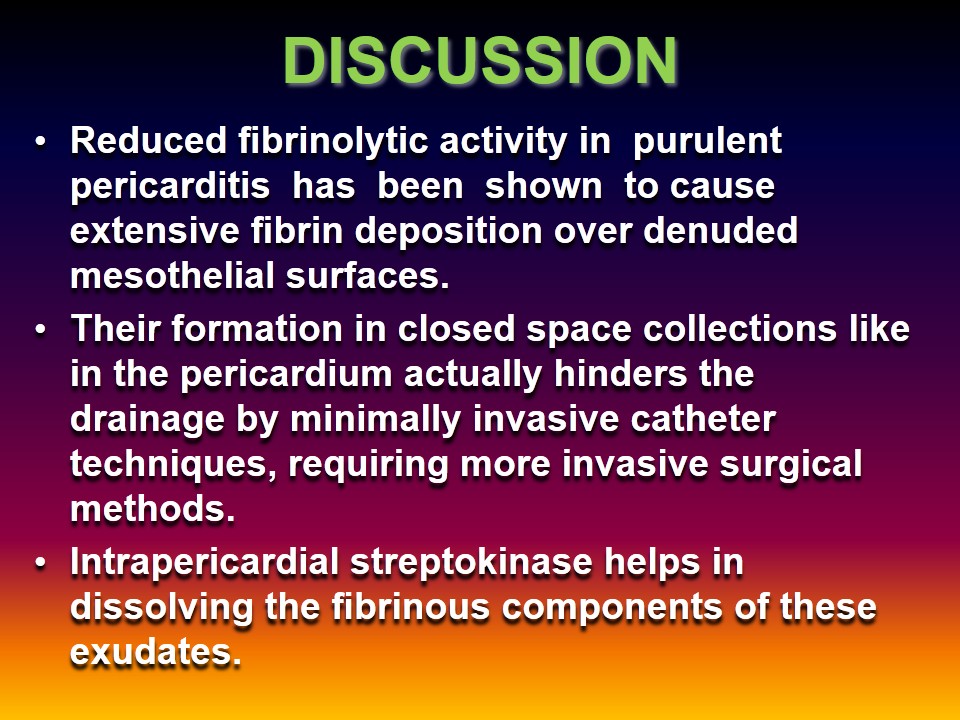 DISCUSSION
• Reduced fibrinolytic activity in  purulent
pericarditis  has  been  shown  to cause
extensive fibrin deposition over denuded
mesothelial surfaces.
• Their formation in closed space collections like
in the pericardium actually hinders the
drainage by minimally invasive catheter
techniques, requiring more invasive surgical
methods.
• Intrapericardial streptokinase helps in
dissolving the fibrinous components of these
exudates.